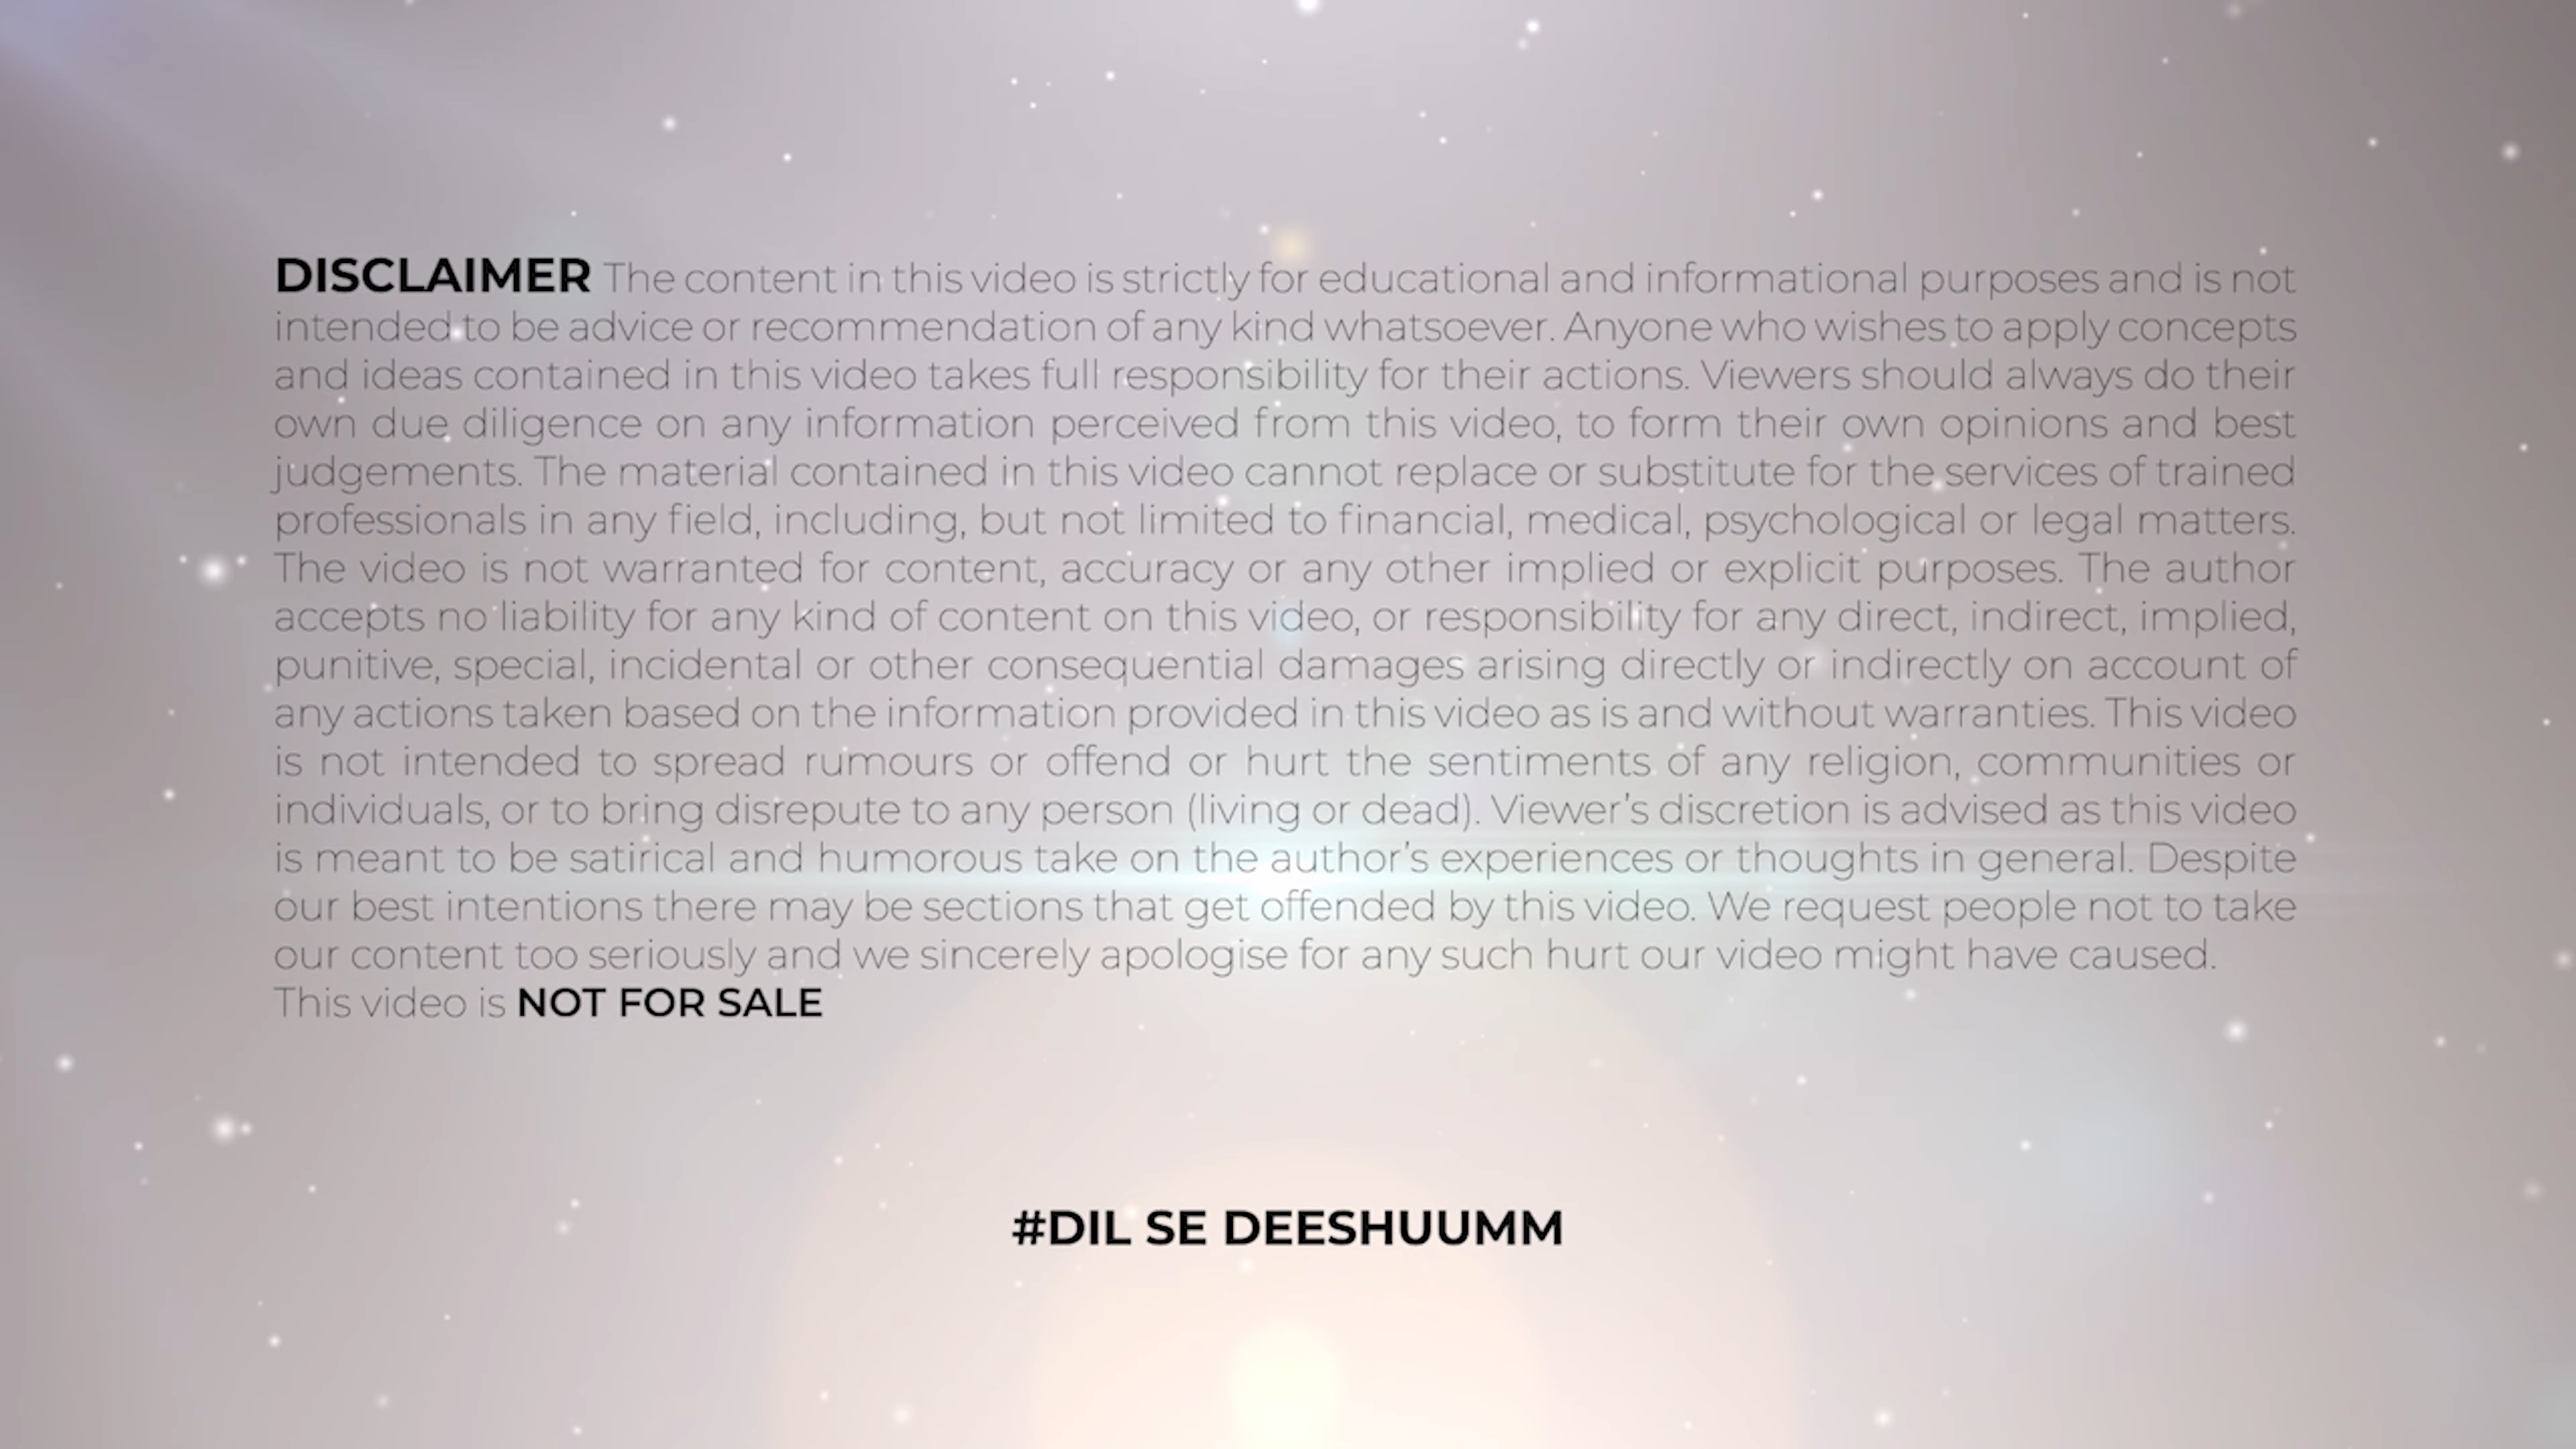 DISCLAIMER The content in this video is strictly for educational and informational purposes and is not
intended to be advice or recommendation of any kind whatsoever. Anyone who wishes to apply concepts
and ideas contained in this video takes full responsibility for their actions. Viewers should always do their
own due diligence on any information perceived from this video, to form their own opinions and best
judgements. The material contained in this video cannot replace or substitute for the services of trained
professionals in any field, including, but not limited to financial, medical, psychological or legal matters.
The video is not warranted for content, accuracy or any other implied or explicit purposes. The author
accepts no liability for any kind of content on this video, or responsibility for any direct, indirect, implied,
punitive, special, incidental or other consequential damages arising directly or indirectly on account of
any actions taken based on the information provided in this video as is and without warranties. This video
is not intended to spread rumours or offend or hurt the sentiments of any religion, communities or
individuals, or to bring disrepute to any person (living or dead). Viewer's discretion is advised as this video
is meant to be satirical and humorous take on the author's experiences or thoughts in general. Despite
our best intentions there may be sections that get offended by this video. We request people not to take
our content too seriously and we sincerely apologise for any such hurt our video might have caused.
This video is NOT FOR SALE
#DIL SE DEESHUUMM